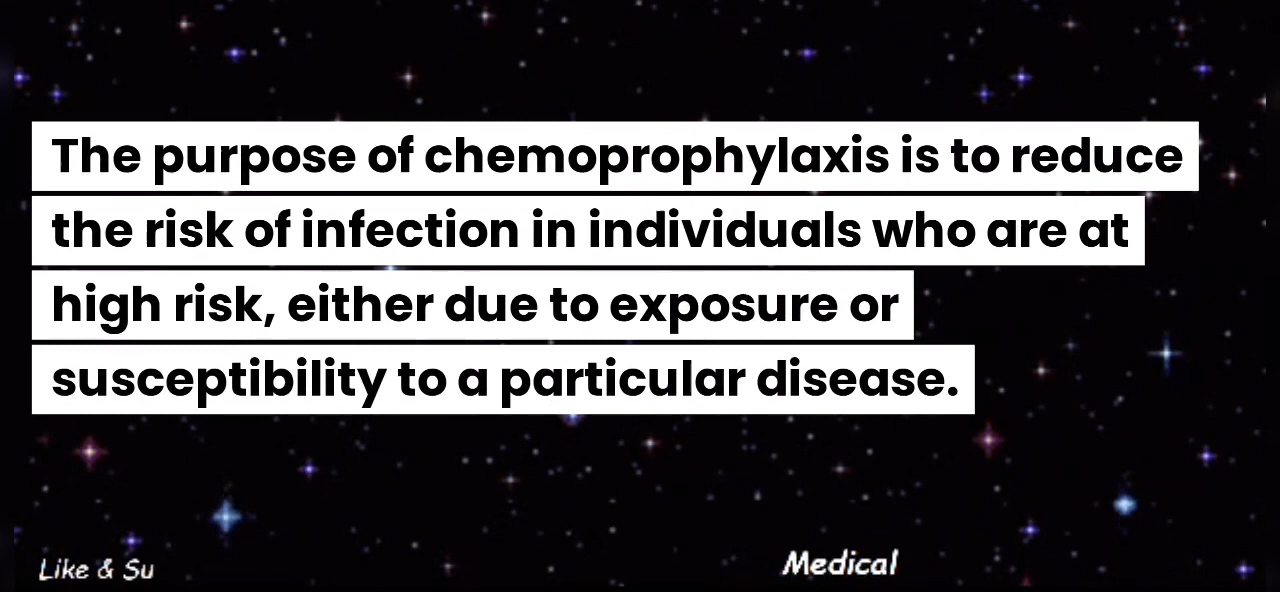 The purpose of chemoprophylaxis is to reduce
the risk of infection in individuals who are at
high risk, either due to exposure or
susceptibility to a particular disease.
Like & Su
Medical